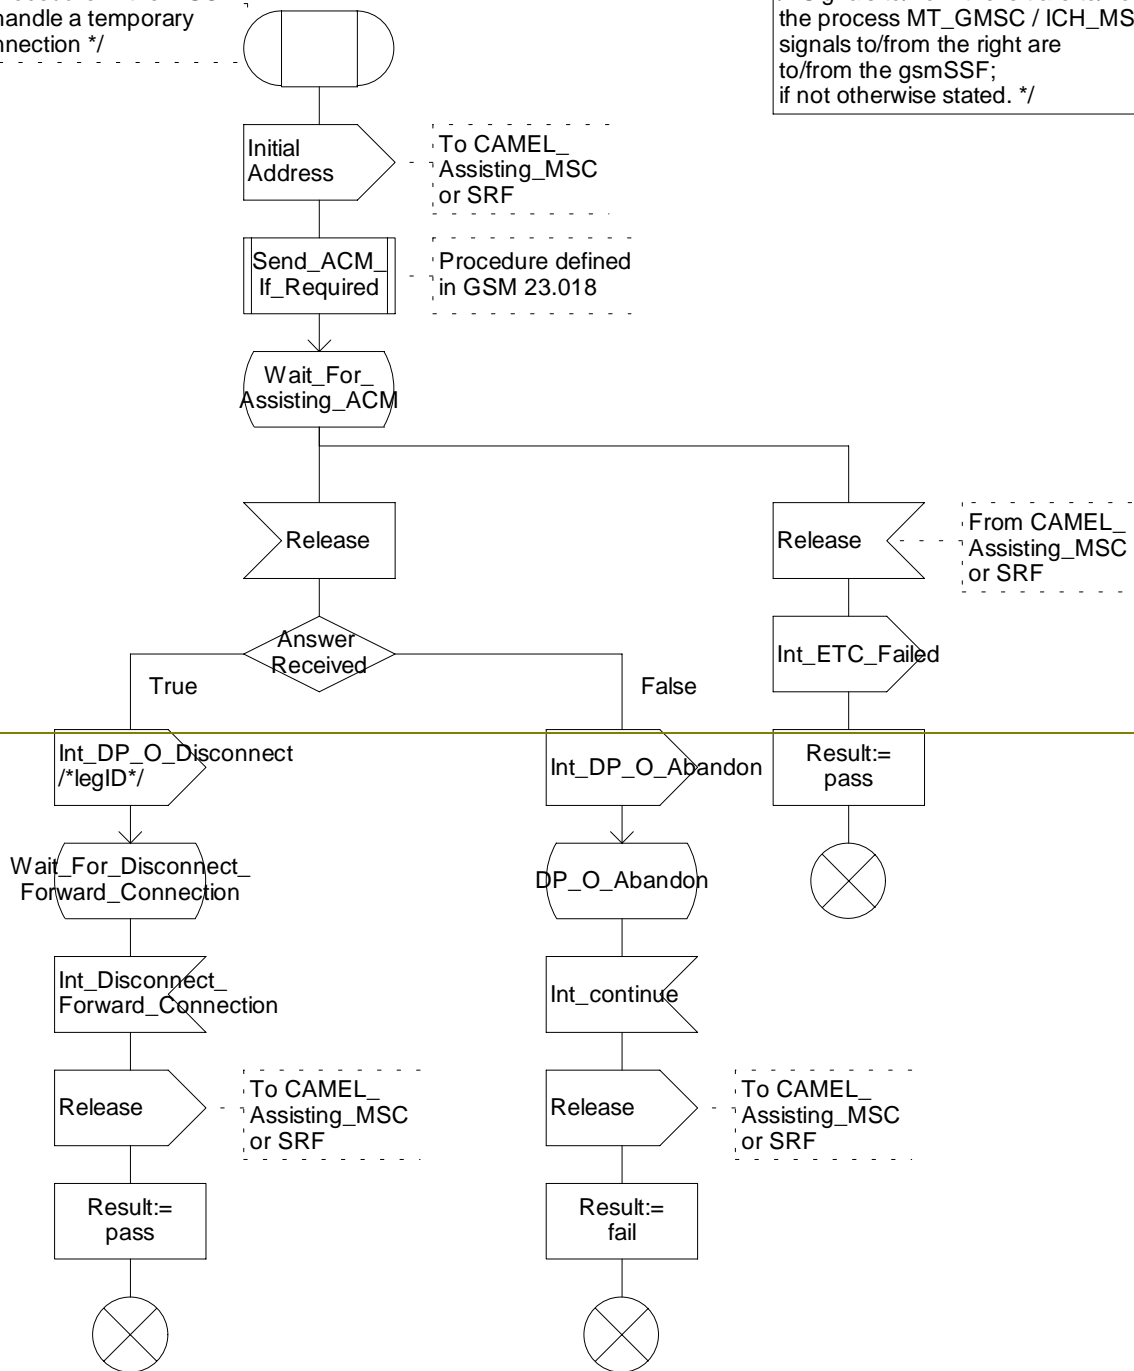 handle a temporary
nnection */
the process MT_GMSC / ICH_MS
signals to/from the right are
to/from the gsmSSF;
if not otherwise stated. */
Initial
Address
To CAMEL_
Assisting_MSC
or SRF
Send_ACM_
If_Required
Procedure defined
in GSM 23.018
Wait_For_
Assisting_ACM
Release
Release
From CAMEL_
Assisting_MSC
or SRF
Answer
Received
Int_ETC_Failed
True
False
Int_DP_O_Disconnect
/*legID*/
Int_DP_O_Abandon
Result:=
pass
Wait_For_Disconnect_
Forward_Connection
DP_O_Abandon
Int_Disconnect_
Forward_Connection
Int_continue
Release
To CAMEL_
Assisting_MSC
or SRF
Release
To CAMEL_
Assisting_MSC
or SRF
Result:=
pass
Result:=
fail